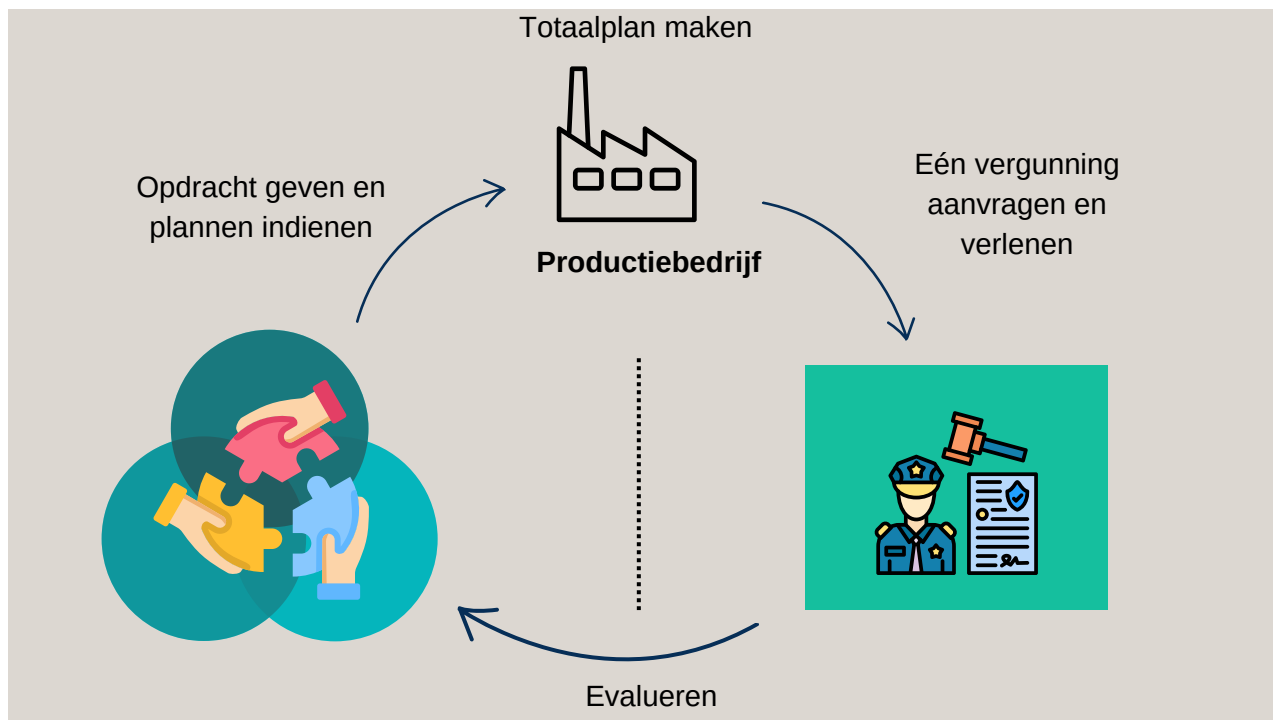 Totaalplan maken
Opdracht geven en
plannen indienen
Eén vergunning
aanvragen en
verlenen
Productiebedrijf
Evalueren